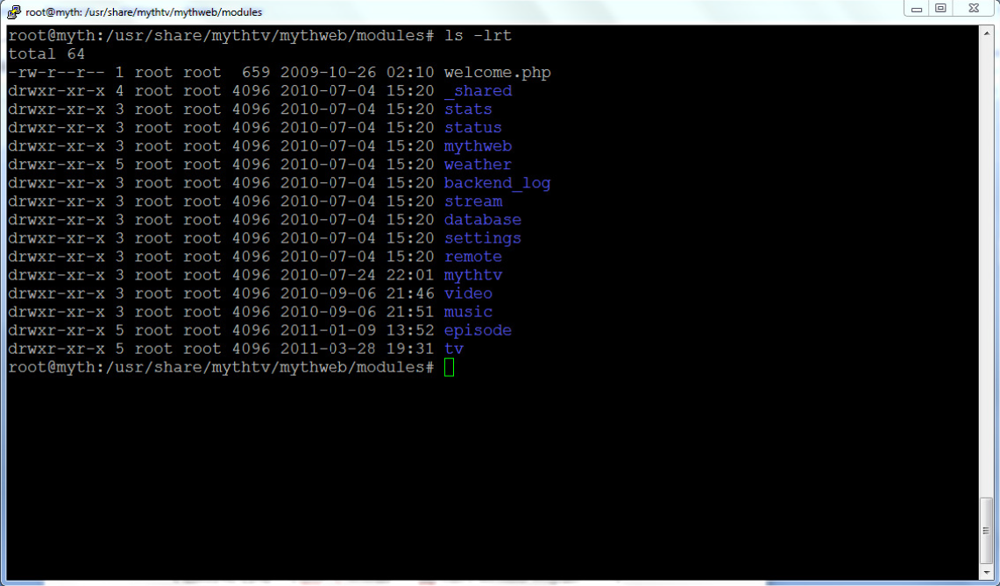 root@myth: /usr/share/mythtv/mythweb/modules
root@myth:/usr/share/mythtv/mythweb/modules# ls -lrt
total 64
-rw-r--r-- 1 root root  659 2009-10-26 02:10 welcome.php
drwxr-xr-x 4 root root 4096 2010-07-04 15:20 _shared
drwxr-xr-x 3 root root 4096 2010-07-04 15:20 stats
drwxr-xr-x 3 root root 4096 2010-07-04 15:20 status
drwxr-xr-x 3 root root 4096 2010-07-04 15:20 mythweb
drwxr-xr-x 5 root root 4096 2010-07-04 15:20 weather
drwxr-xr-x 3 root root 4096 2010-07-04 15:20 backend_log
drwxr-xr-x 3 root root 4096 2010-07-04 15:20 stream
drwxr-xr-x 3 root root 4096 2010-07-04 15:20 database
drwxr-xr-x 3 root root 4096 2010-07-04 15:20 settings
drwxr-xr-x 3 root root 4096 2010-07-04 15:20 remote
drwxr-xr-x 3 root root 4096 2010-07-24 22:01 mythtv
drwxr-xr-x 3 root root 4096 2010-09-06 21:46 video
drwxr-xr-x 3 root root 4096 2010-09-06 21:51 music
drwxr-xr-x 5 root root 4096 2011-01-09 13:52 episode
drwxr-xr-x 5 root root 4096 2011-03-28 19:31 tv
root@myth:/usr/share/mythtv/mythweb/modules#